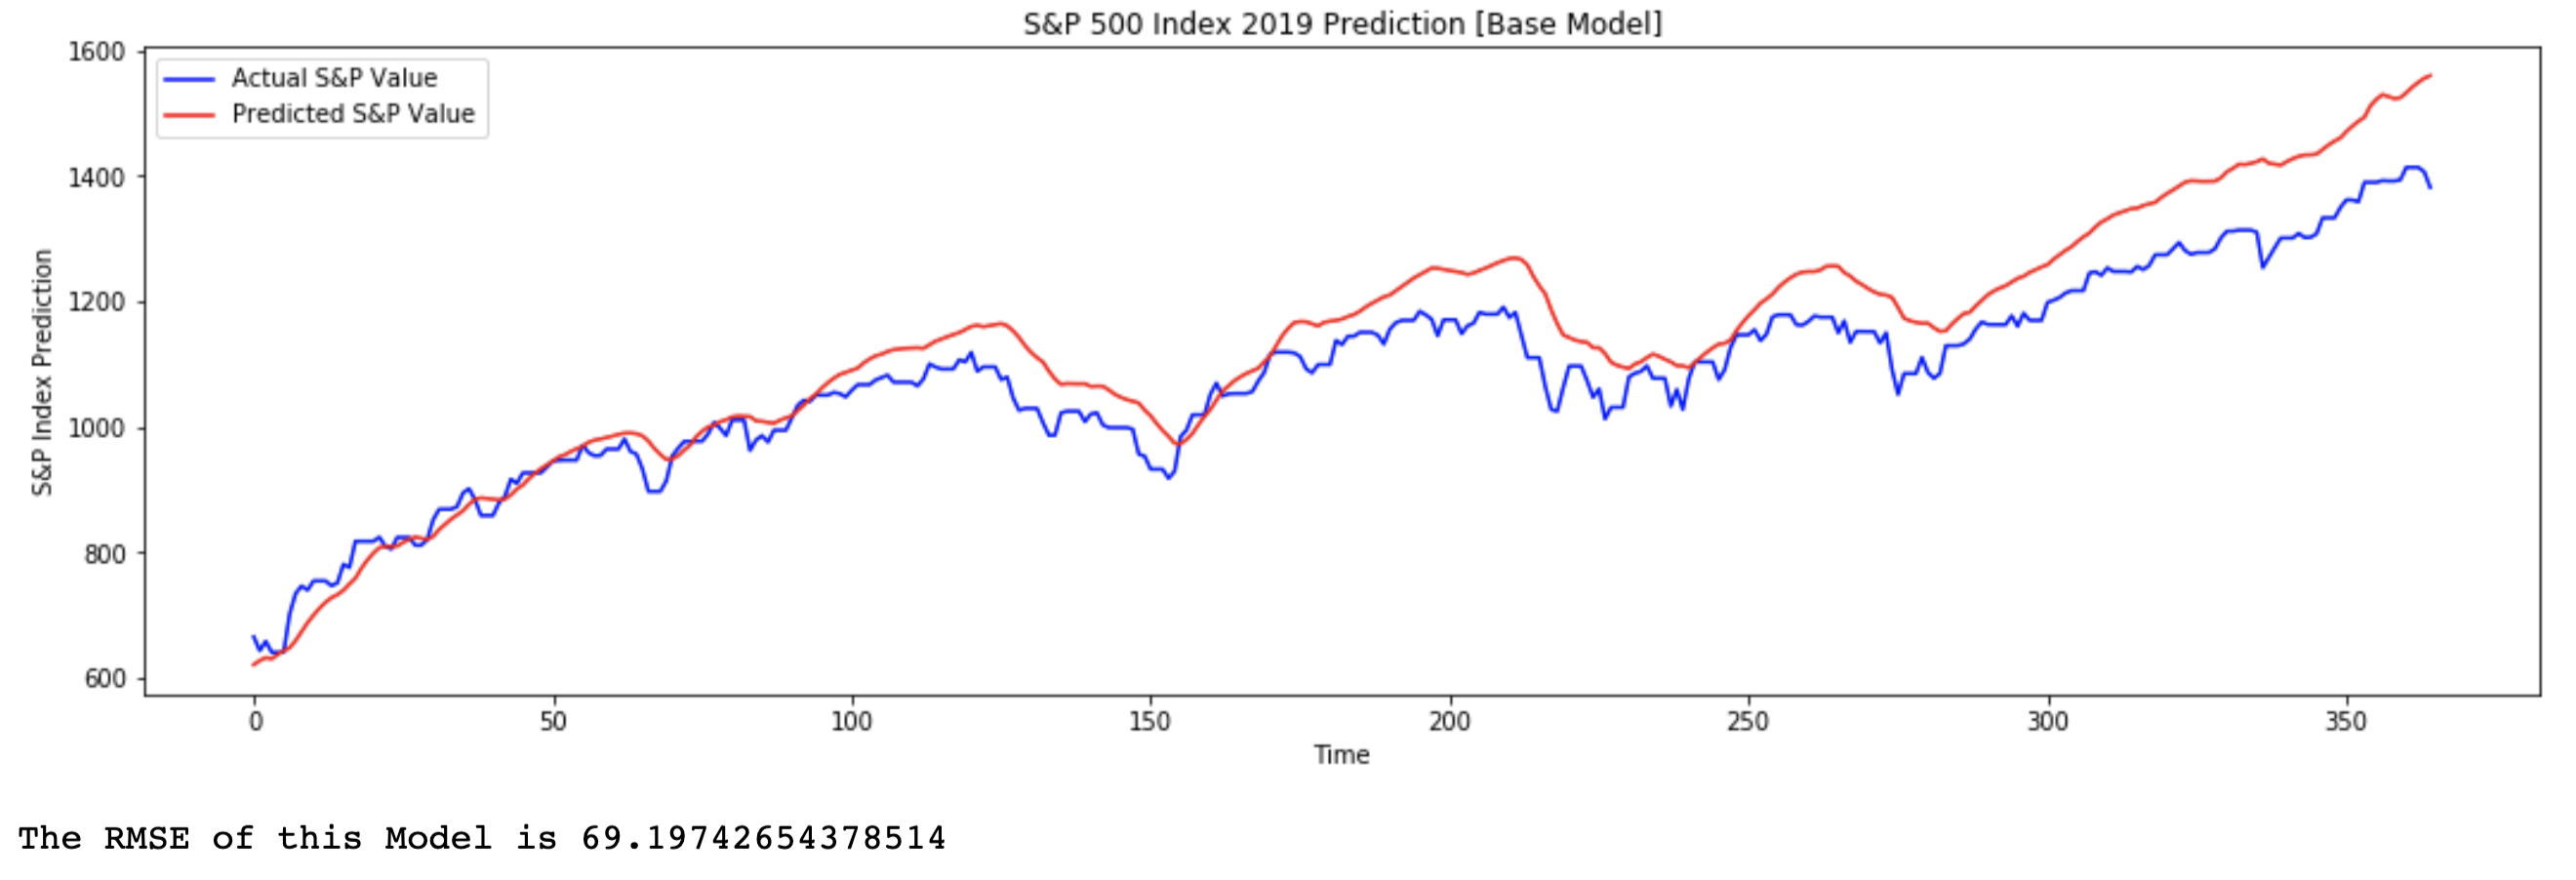 S&P 500 Index 2019 Prediction [Base Model]
1600
1400
1200
1000
800
600
S&P Index Prediction
Actual S&P Value
Predicted S&P Value
0 50 100 150 200 250 300 350
Time
The RMSE of this Model is 69.19742654378514